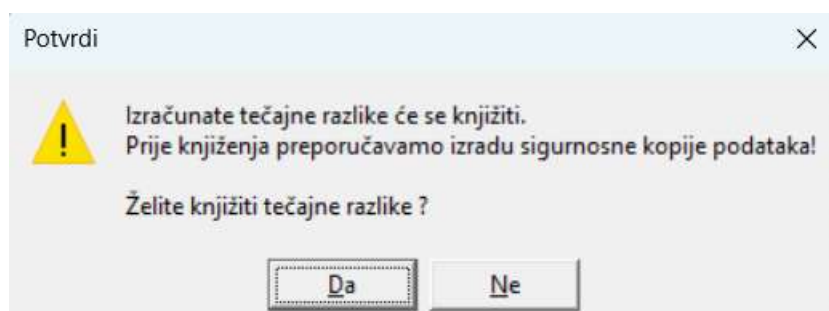 Potvrdi
Izračunate tečajne razlike će se knjižiti.
Prije knjiženja preporučavamo izradu sigurnosne kopije podataka!
Želite knjižiti tečajne razlike ?
Da
Ne